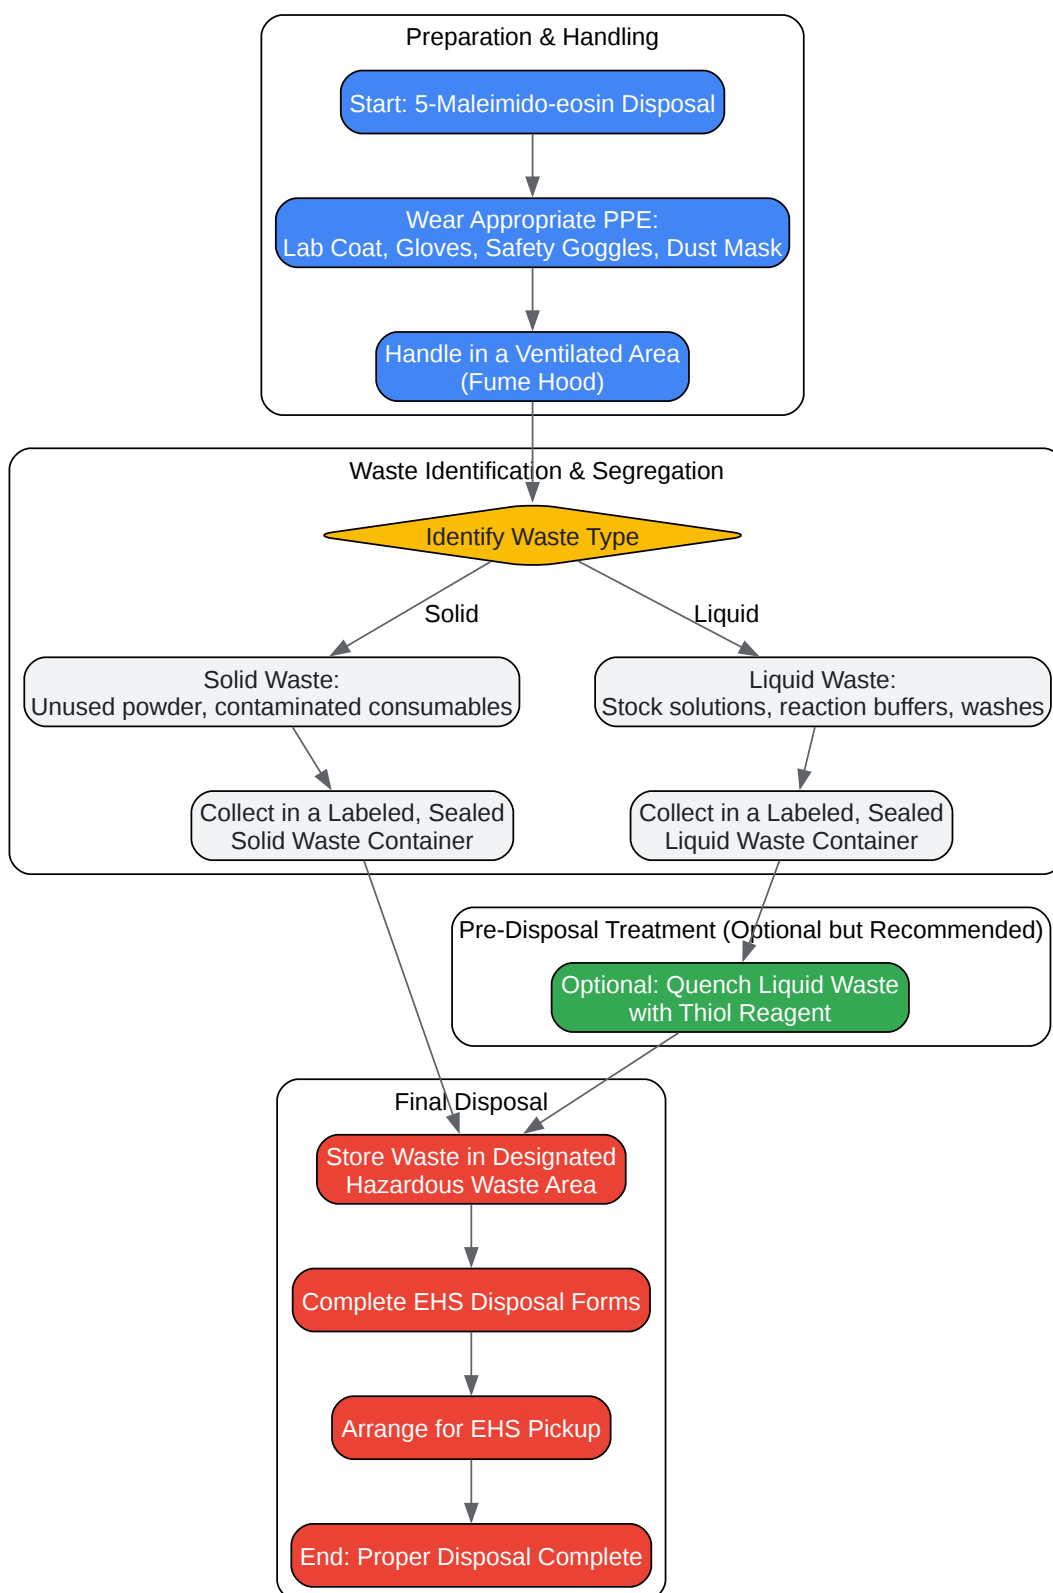 Preparation & Handling
Start: 5-Maleimido-eosin Disposal
Wear Appropriate PPE:
Lab Coat, Gloves, Safety Goggles, Dust Mask
Handle in a Ventilated Area
(Fume Hood)
Waste Identification & Segregation
Identify Waste Type
Solid
Liquid
Solid Waste:
Unused powder, contaminated consumables
Liquid Waste:
Stock solutions, reaction buffers, washes
Collect in a Labeled, Sealed
Solid Waste Container
Collect in a Labeled, Sealed
Liquid Waste Container
Pre-Disposal Treatment (Optional but Recommended)
Optional: Quench Liquid Waste
with Thiol Reagent
Final Disposal
Store Waste in Designated
Hazardous Waste Area
Complete EHS Disposal Forms
Arrange for EHS Pickup
End: Proper Disposal Complete